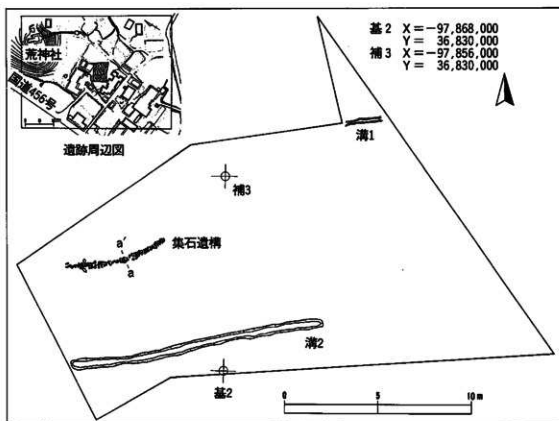 荒神社
国道456号
遺跡周辺図
基2 X=-97,868,000
Y= 36,830,000
補3 X=-97,856,000
Y= 36,830,000
溝1
補3
a'
集石遺構
a
溝2
基2
0 5 10m